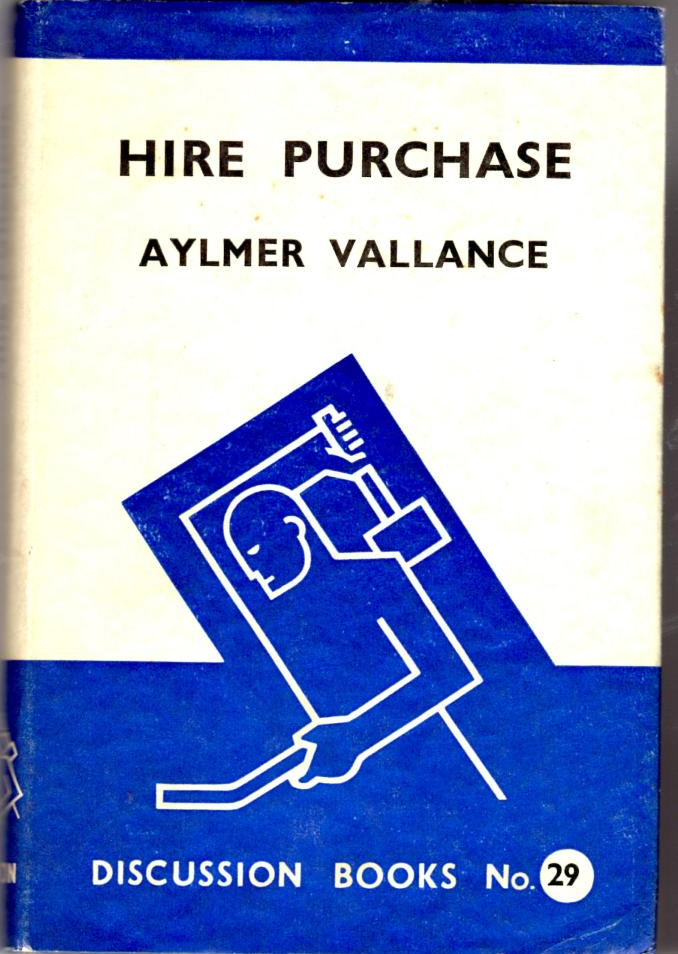 HIRE PURCHASE
AYLMER VALLANCE
DISCUSSION BOOKS No. 29